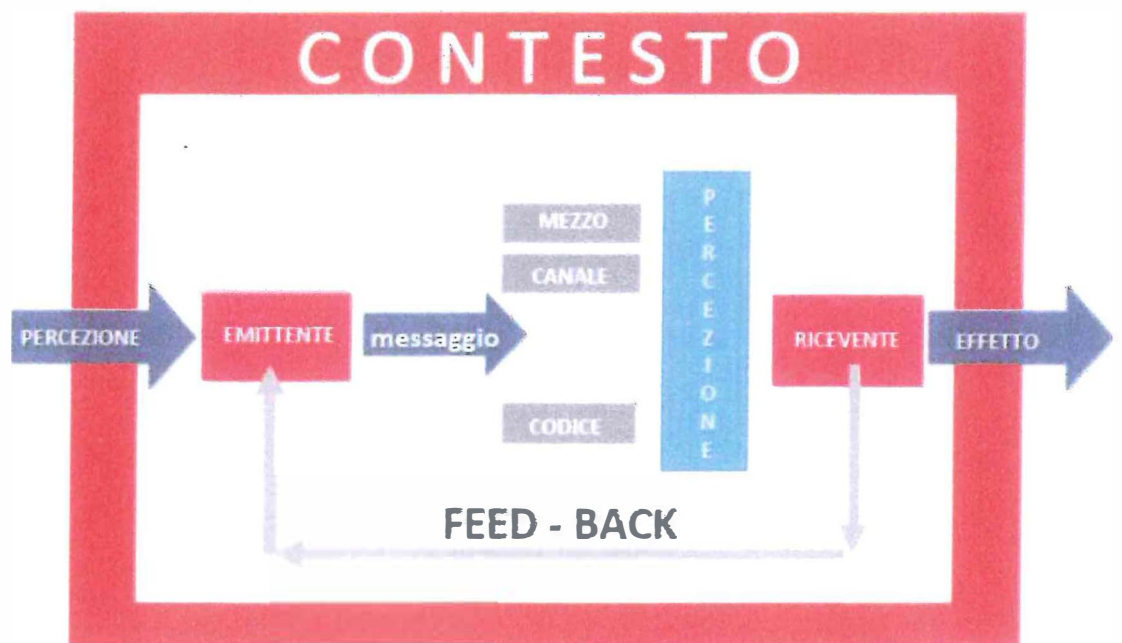 CONTESTO
MEZZO
CANALE
PERCEZIONE
PERCEZIONE
EMITTENTE
messaggio
RICEVENTE
EFFETTO
CODICE
FEED - BACK